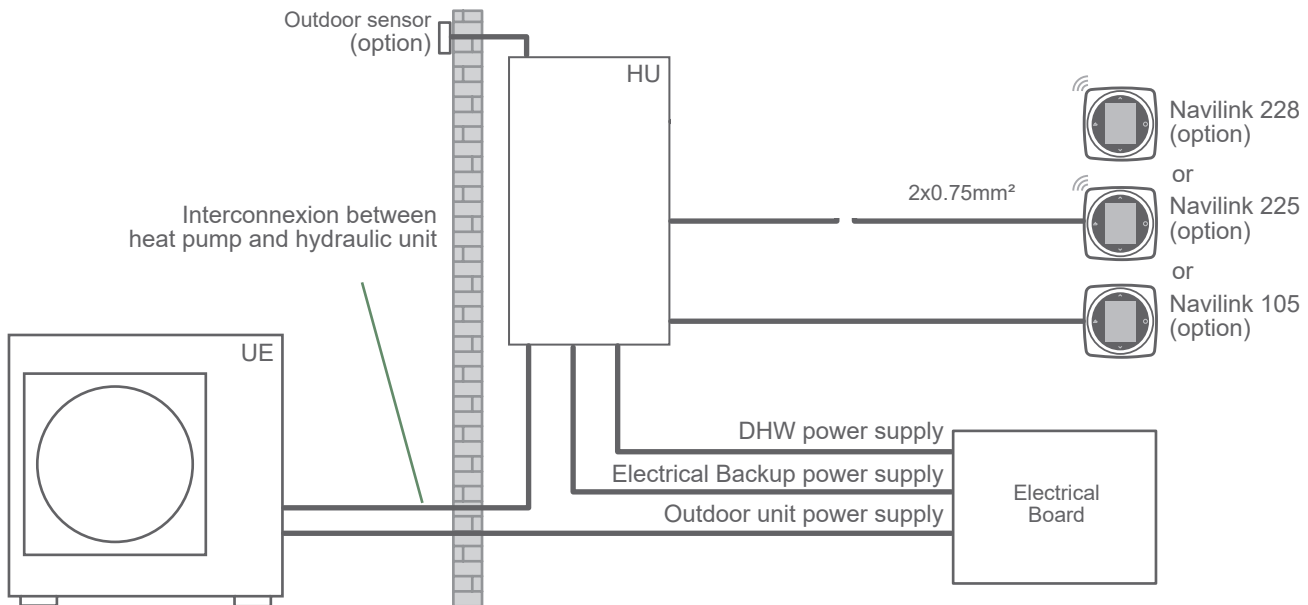 Outdoor sensor
(option)
HU
Navilink 228
(option)
or
2x0.75mm²
Navilink 225
(option)
Interconnexion between
heat pump and hydraulic unit
or
Navilink 105
(option)
UE
DHW power supply
Electrical Backup power supply
Outdoor unit power supply
Electrical
Board